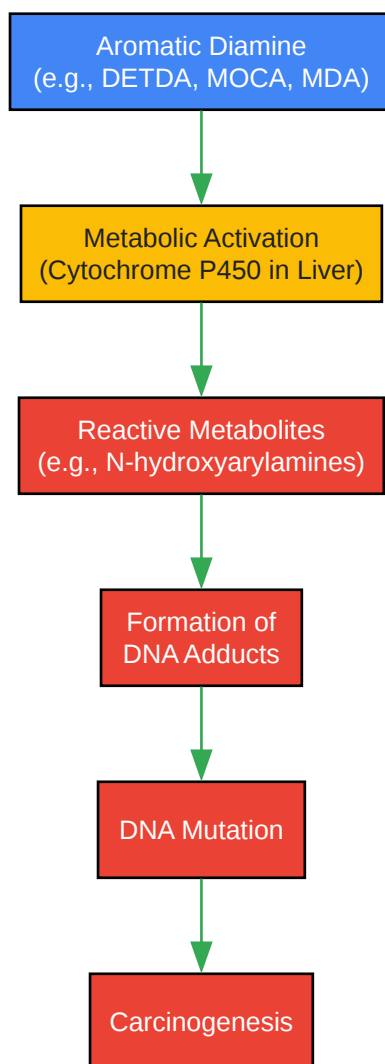 Aromatic Diamine
(e.g., DETDA, MOCA, MDA)
Metabolic Activation
(Cytochrome P450 in Liver)
Reactive Metabolites
(e.g., N-hydroxyarylamines)
Formation of
DNA Adducts
DNA Mutation
Carcinogenesis